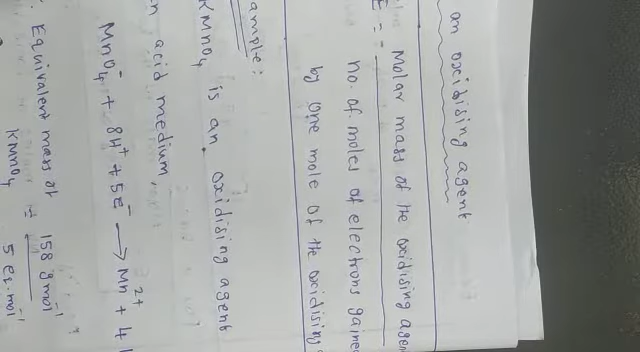 an oxidising agent
E = Molar mass of the oxidising agen
no. of moles of electrons gaine
by one mole of the oxidising
ample:
KMnO4 is an oxidising agent
n acid medium
MnO4⁻ + 8H⁺ + 5e⁻ → Mn²⁺ + 4
Equivalent mass of KMnO4 = 158 g mol⁻¹
5 eq. mol⁻¹